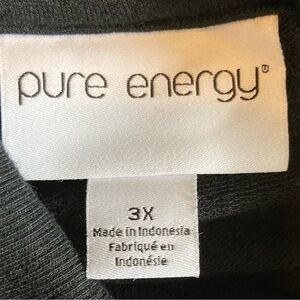 pure energy®
3X
Made in Indonesia
Fabriqué en
Indonésie